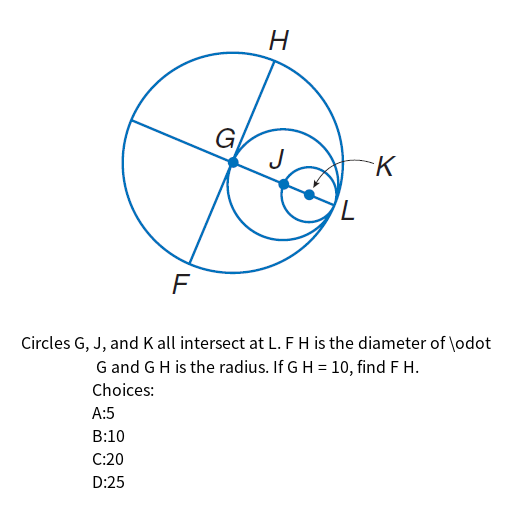 H
G
J
K
L
F
Circles G, J, and K all intersect at L. F H is the diameter of \odot
G and G H is the radius. If G H = 10, find F H.
Choices:
A:5
B:10
C:20
D:25